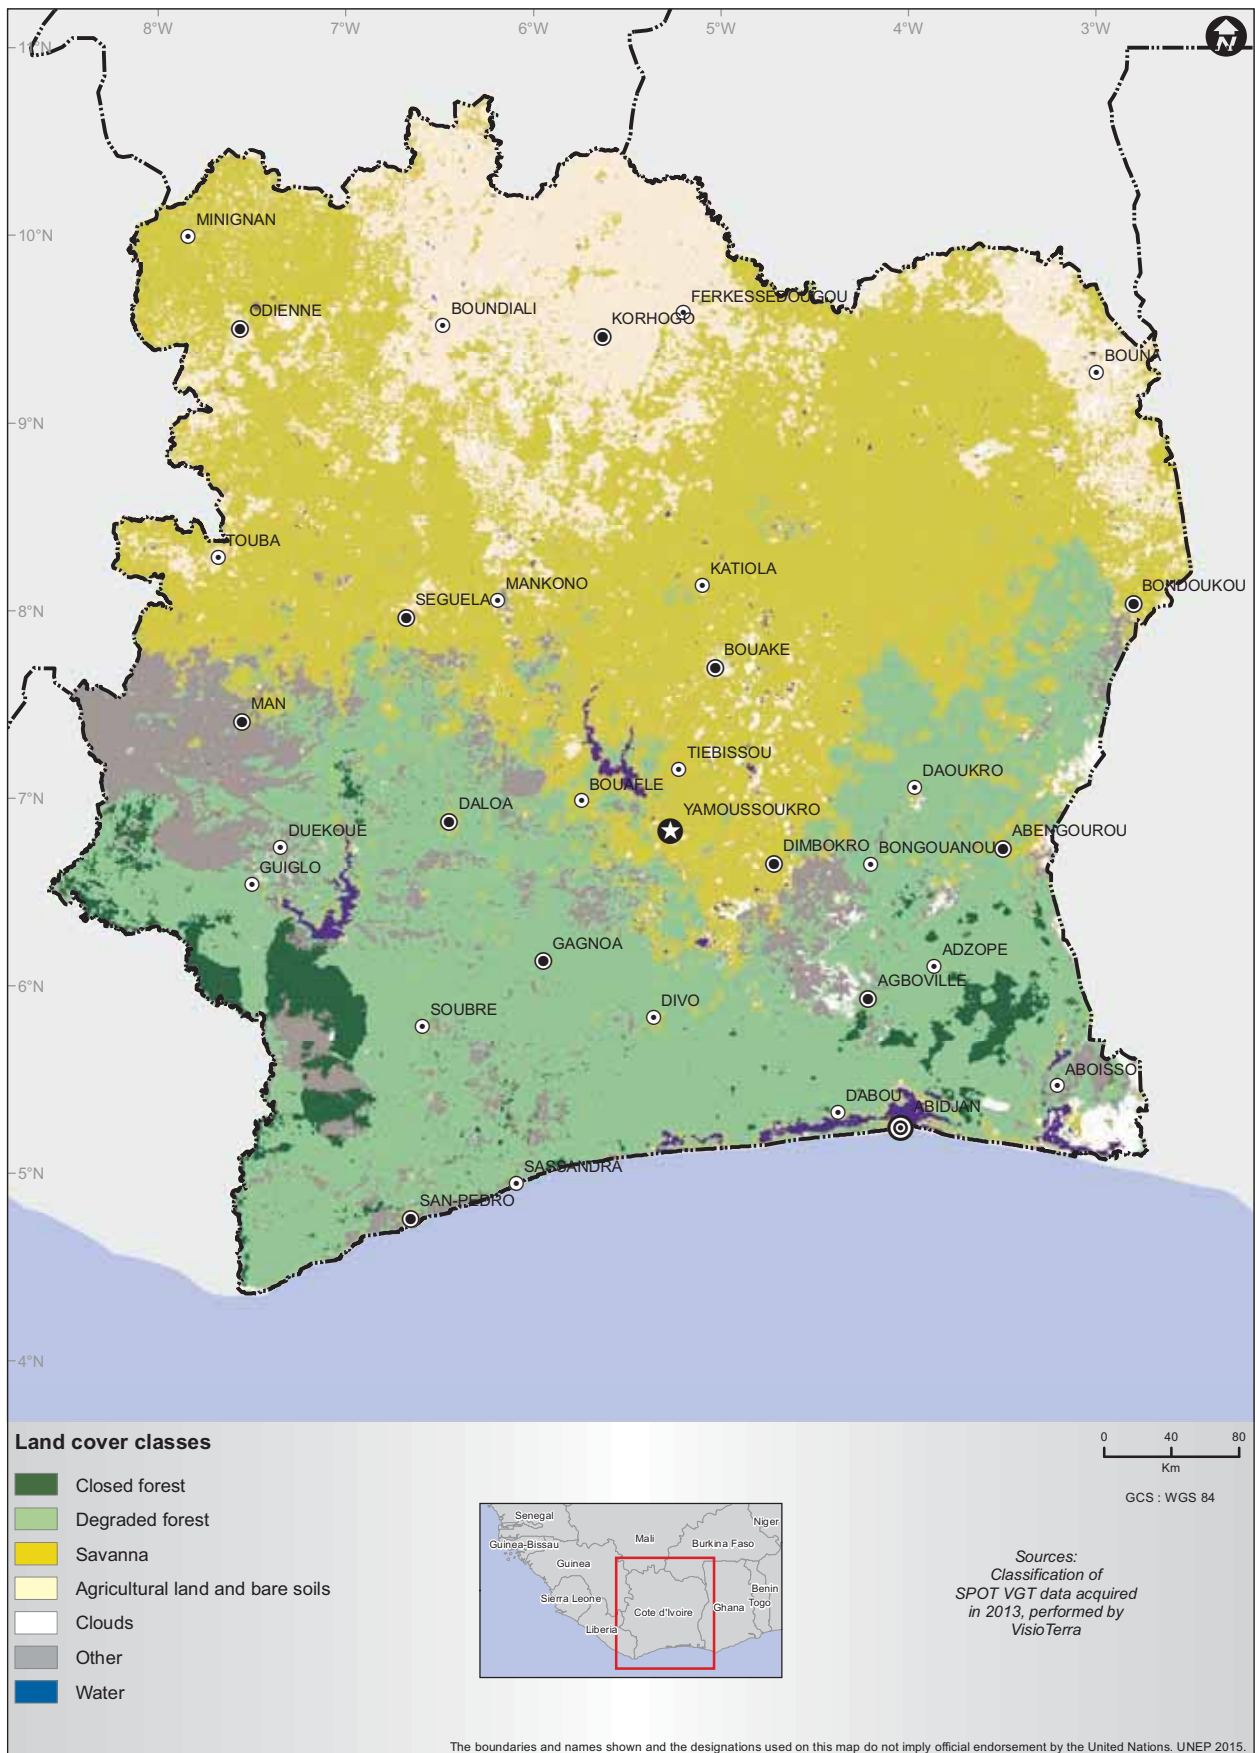 8°W 7°W 6°W 5°W 4°W 3°W
11°N
N
MINIGNAN
10°N
ODIENNE
BOUNDIALI
FERKESSEDOUGOU
KORHOGO
BOUNA
9°N
TOUBA
KATIOLA
MANKONO
SEGUELA
BONDOUKOU
8°N
BOUAKE
MAN
TIEBISSOU
DAOUKRO
BOUAFLE
7°N
DALOA
YAMOUSSOUKRO
DUEKOUE
ABENGOUROU
DIMBOKRO
BONGOUANOU
GUIGLO
GAGNOA
ADZOPE
AGBOVILLE
6°N
SOUBRE
DIVO
ABOISSO
DABOU
ABIDJAN
5°N
SASSANDRA
SAN-PEDRO
4°N
Land cover classes
Closed forest
Degraded forest
Savanna
Agricultural land and bare soils
Clouds
Other
Water
Senegal
Niger
Mali
Guinea-Bissau
Burkina Faso
Guinea
Benin
Sierra Leone
Togo
Cote d'Ivoire
Ghana
Liberia
0 40 80
Km
GCS : WGS 84
Sources:
Classification of
SPOT VGT data acquired
in 2013, performed by
VisioTerra
The boundaries and names shown and the designations used on this map do not imply official endorsement by the United Nations. UNEP 2015.